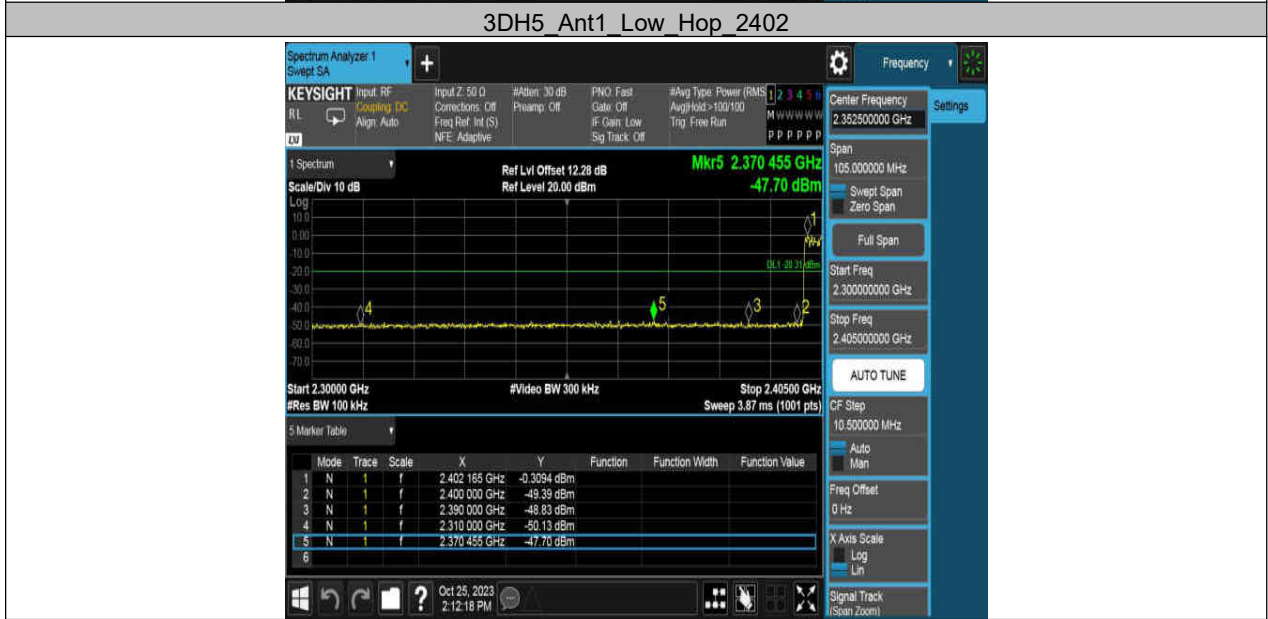 3DH5_Ant1_Low_Hop_2402
Spectrum Analyzer 1
Swept SA
+
Frequency
KEYSIGHT
RL
LXI
Input: RF
Coupling: DC
Align: Auto
Input Z: 50 Ω
Corrections: Off
Freq Ref: Int (S)
NFE: Adaptive
#Atten: 30 dB
Preamp: Off
PNO: Fast
Gate: Off
IF Gain: Low
Sig Track: Off
#Avg Type: Power (RMS
Avg|Hold:>100/100
Trig: Free Run
1 2 3 4 5 6
M W W W W W
P P P P P P
Center Frequency
2.352500000 GHz
Settings
1 Spectrum
Scale/Div 10 dB
Ref Lvl Offset 12.28 dB
Ref Level 20.00 dBm
Mkr5 2.370 455 GHz
-47.70 dBm
Span
105.000000 MHz
Swept Span
Zero Span
Full Span
Log
10.0
0.00
-10.0
-20.0
-30.0
-40.0
-50.0
-60.0
-70.0
1
DL1 -20.31 dBm
4
5
3
2
Start Freq
2.300000000 GHz
Stop Freq
2.405000000 GHz
AUTO TUNE
Start 2.30000 GHz
#Res BW 100 kHz
#Video BW 300 kHz
Stop 2.40500 GHz
Sweep 3.87 ms (1001 pts)
CF Step
10.500000 MHz
Auto
Man
5 Marker Table
Mode Trace Scale X Y Function Function Width Function Value
1 N 1 f 2.402 165 GHz -0.3094 dBm
2 N 1 f 2.400 000 GHz -49.39 dBm
3 N 1 f 2.390 000 GHz -48.83 dBm
4 N 1 f 2.310 000 GHz -50.13 dBm
5 N 1 f 2.370 455 GHz -47.70 dBm
6
Freq Offset
0 Hz
X Axis Scale
Log
Lin
Signal Track
(Span Zoom)
?
Oct 25, 2023
2:12:18 PM